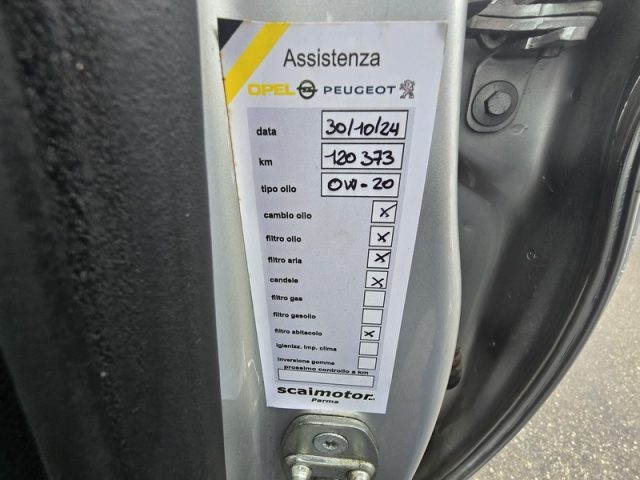 Assistenza
OPEL PEUGEOT
data 30/10/24
km 120 373
tipo olio 0W-20
cambio olio x
filtro olio x
filtro aria x
candele x
filtro gas
filtro gasolio
filtro abitacolo x
igienizz. imp. clima
inversione gomme
prossimo controllo a km
scaimotor
Parma